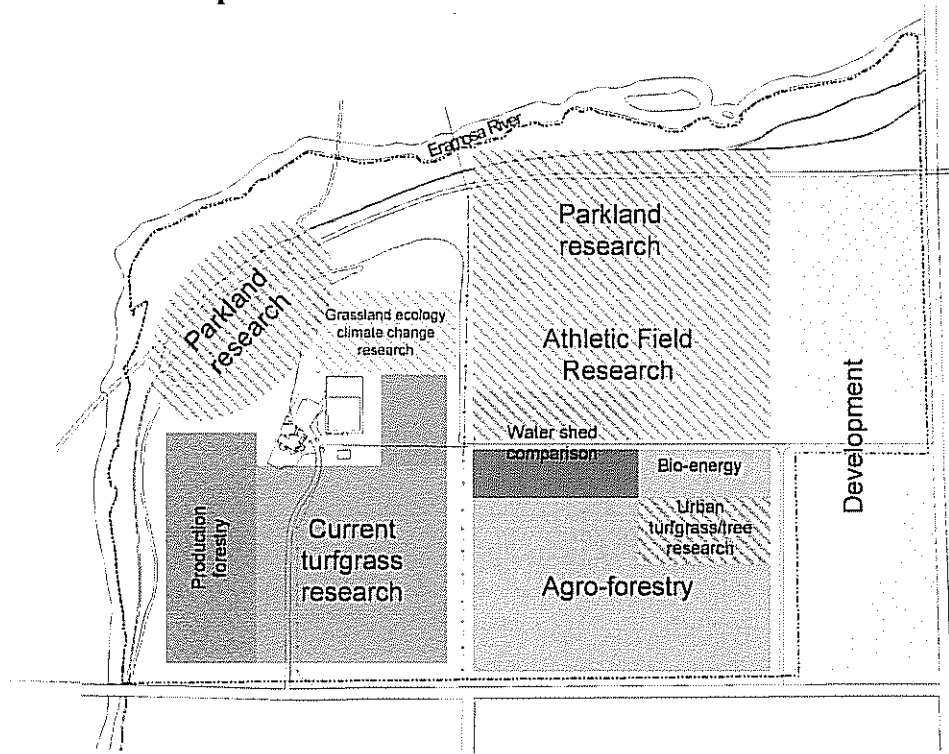 Eramosa River
Parkland
research
Parkland
research
Grassland ecology
climate change
research
Athletic Field
Research
Water shed
comparison
Bio-energy
Urban
turfgrass/tree
research
Development
Production
forestry
Current
turfgrass
research
Agro-forestry